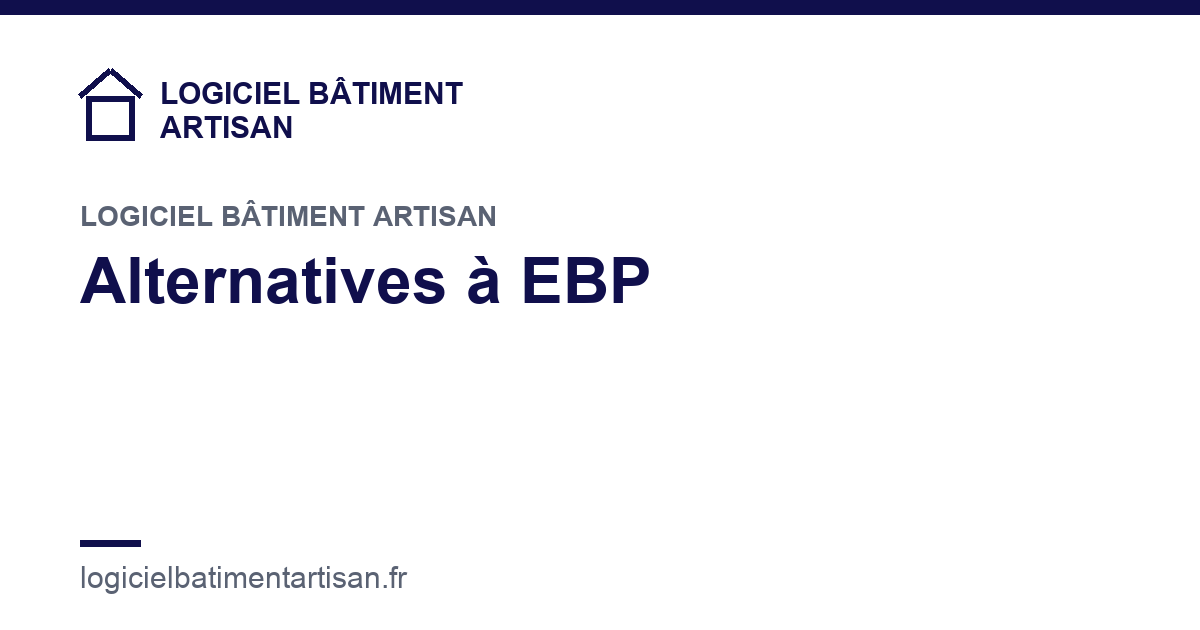 LOGICIEL BÂTIMENT
ARTISAN
LOGICIEL BÂTIMENT ARTISAN
Alternatives à EBP
logicielbatimentartisan.fr